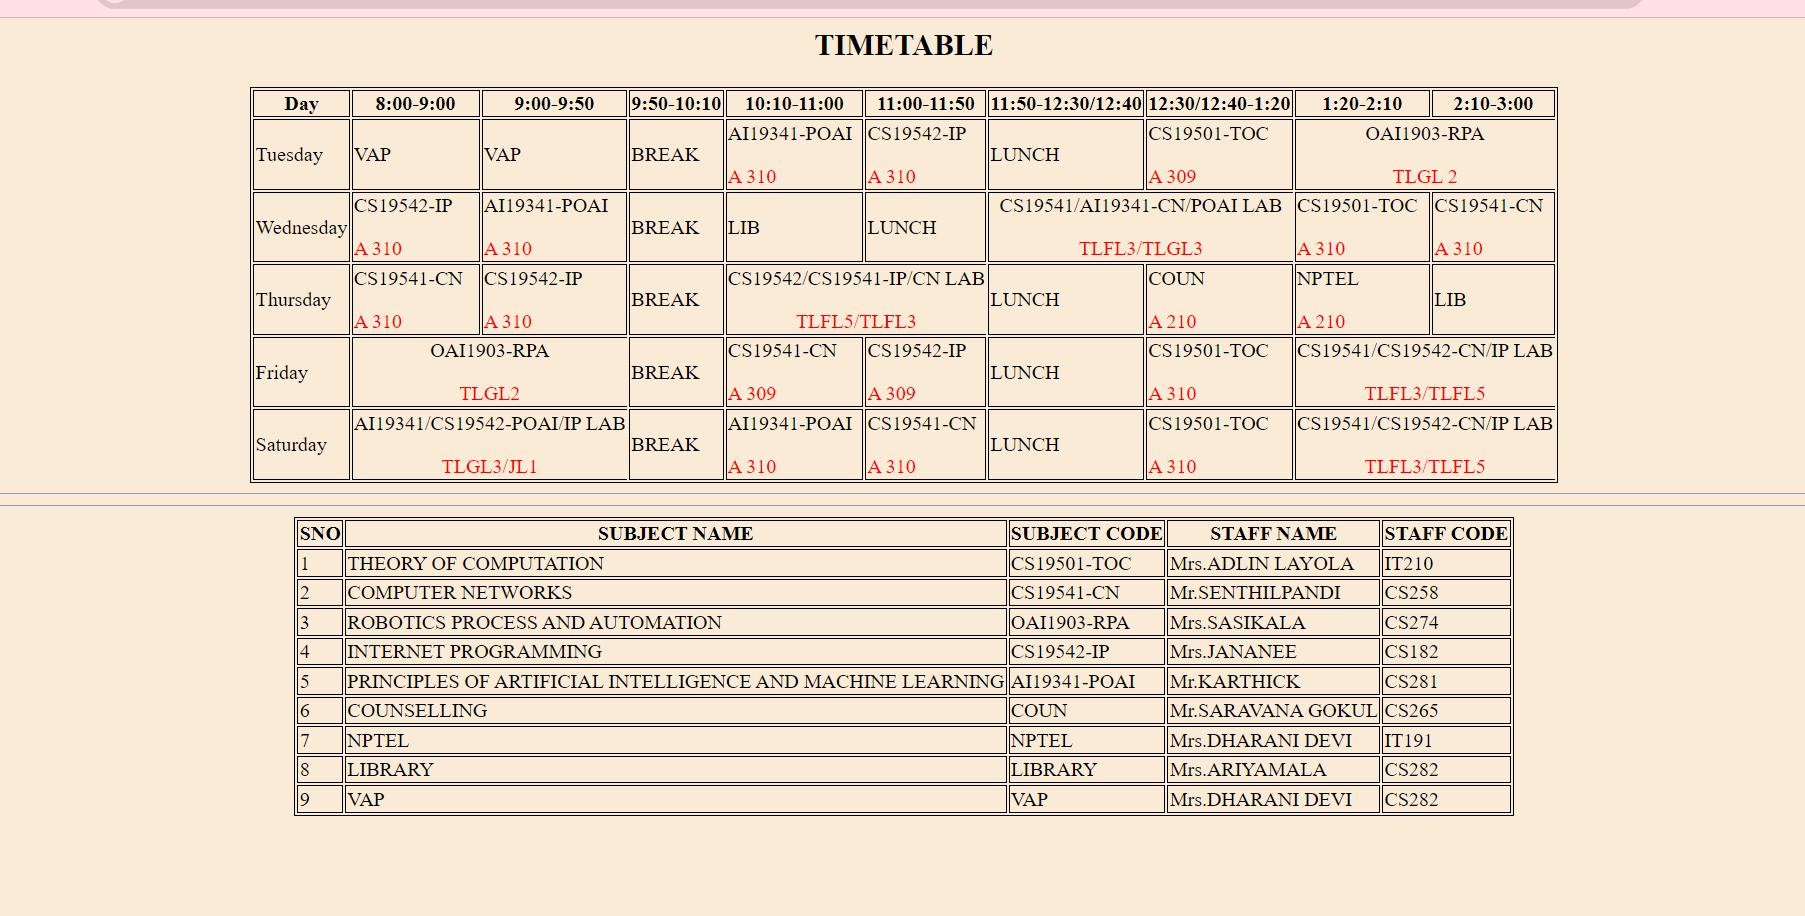 TIMETABLE
Day 8:00-9:00 9:00-9:50 9:50-10:10 10:10-11:00 11:00-11:50 11:50-12:30/12:40 12:30/12:40-1:20 1:20-2:10 2:10-3:00
AI19341-POAI CS19542-IP CS19501-TOC OAI1903-RPA
Tuesday VAP VAP BREAK LUNCH
A 310 A 310 A 309 TLGL 2
CS19542-IP AI19341-POAI CS19541/AI19341-CN/POAI LAB CS19501-TOC CS19541-CN
Wednesday BREAK LIB LUNCH
A 310 A 310 TLFL3/TLGL3 A 310 A 310
CS19541-CN CS19542-IP CS19542/CS19541-IP/CN LAB COUN NPTEL
Thursday BREAK LUNCH LIB
A 310 A 310 TLFL5/TLFL3 A 210 A 210
OAI1903-RPA CS19541-CN CS19542-IP CS19501-TOC CS19541/CS19542-CN/IP LAB
Friday BREAK LUNCH
TLGL2 A 309 A 309 A 310 TLFL3/TLFL5
AI19341/CS19542-POAI/IP LAB AI19341-POAI CS19541-CN CS19501-TOC CS19541/CS19542-CN/IP LAB
Saturday BREAK LUNCH
TLGL3/JL1 A 310 A 310 A 310 TLFL3/TLFL5
SNO SUBJECT NAME SUBJECT CODE STAFF NAME STAFF CODE
1 THEORY OF COMPUTATION CS19501-TOC Mrs.ADLIN LAYOLA IT210
2 COMPUTER NETWORKS CS19541-CN Mr.SENTHILPANDI CS258
3 ROBOTICS PROCESS AND AUTOMATION OAI1903-RPA Mrs.SASIKALA CS274
4 INTERNET PROGRAMMING CS19542-IP Mrs.JANANEE CS182
5 PRINCIPLES OF ARTIFICIAL INTELLIGENCE AND MACHINE LEARNING AI19341-POAI Mr.KARTHICK CS281
6 COUNSELLING COUN Mr.SARAVANA GOKUL CS265
7 NPTEL NPTEL Mrs.DHARANI DEVI IT191
8 LIBRARY LIBRARY Mrs.ARIYAMALA CS282
9 VAP VAP Mrs.DHARANI DEVI CS282